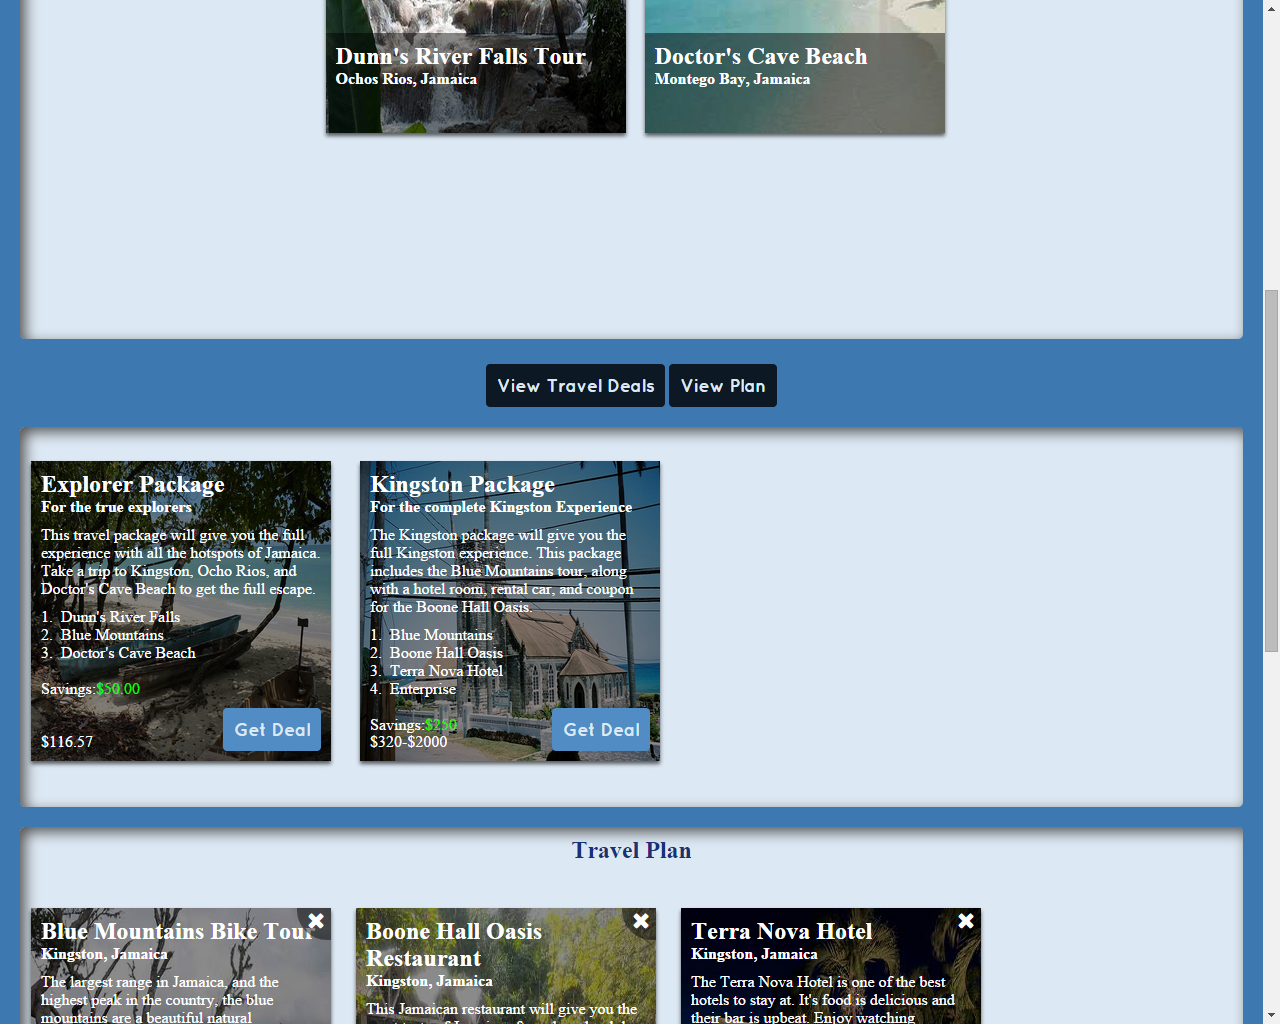 Dunn's River Falls Tour
Ochos Rios, Jamaica
Doctor's Cave Beach
Montego Bay, Jamaica
View Travel Deals
View Plan
Explorer Package
For the true explorers
This travel package will give you the full
experience with all the hotspots of Jamaica.
Take a trip to Kingston, Ocho Rios, and
Doctor's Cave Beach to get the full escape.
1. Dunn's River Falls
2. Blue Mountains
3. Doctor's Cave Beach
Savings:$50.00
$116.57
Get Deal
Kingston Package
For the complete Kingston Experience
The Kingston package will give you the
full Kingston experience. This package
includes the Blue Mountains tour, along
with a hotel room, rental car, and coupon
for the Boone Hall Oasis.
1. Blue Mountains
2. Boone Hall Oasis
3. Terra Nova Hotel
4. Enterprise
Savings:$250
$320-$2000
Get Deal
Travel Plan
Blue Mountains Bike Tour
Kingston, Jamaica
The largest range in Jamaica, and the
highest peak in the country, the blue
mountains are a beautiful natural
Boone Hall Oasis
Restaurant
Kingston, Jamaica
This Jamaican restaurant will give you the
Terra Nova Hotel
Kingston, Jamaica
The Terra Nova Hotel is one of the best
hotels to stay at. It's food is delicious and
their bar is upbeat. Enjoy watching